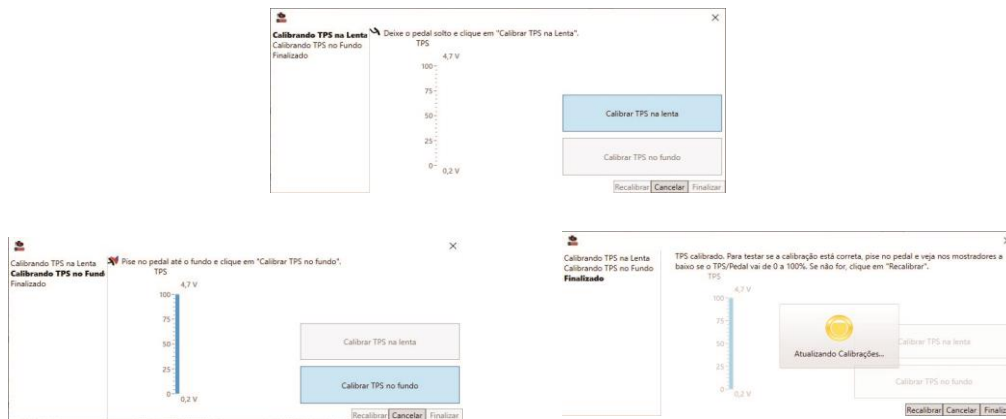 Calibrando TPS na Lenta
Calibrando TPS no Fundo
Finalizado
Deixe o pedal solto e clique em "Calibrar TPS na Lenta".
TPS
4,7 V
100
75
50
25
0
0,2 V
Calibrar TPS na lenta
Calibrar TPS no fundo
Recalibrar Cancelar Finalizar
Calibrando TPS na Lenta
Calibrando TPS no Fund
Finalizado
Pise no pedal até o fundo e clique em "Calibrar TPS no fundo".
TPS
4,7 V
100
75
50
25
0
0,2 V
Calibrar TPS na lenta
Calibrar TPS no fundo
Recalibrar Cancelar Finalizar
Calibrando TPS na Lenta
Calibrando TPS no Fundo
Finalizado
TPS calibrado. Para testar se a calibração está correta, pise no pedal e veja nos mostradores a
baixo se o TPS/Pedal vai de 0 a 100%. Se não for, clique em "Recalibrar".
TPS
4,7 V
100
75
50
25
0
0,2 V
Atualizando Calibrações...
Calibrar TPS na lenta
Calibrar TPS no fundo
Recalibrar Cancelar Finaliz